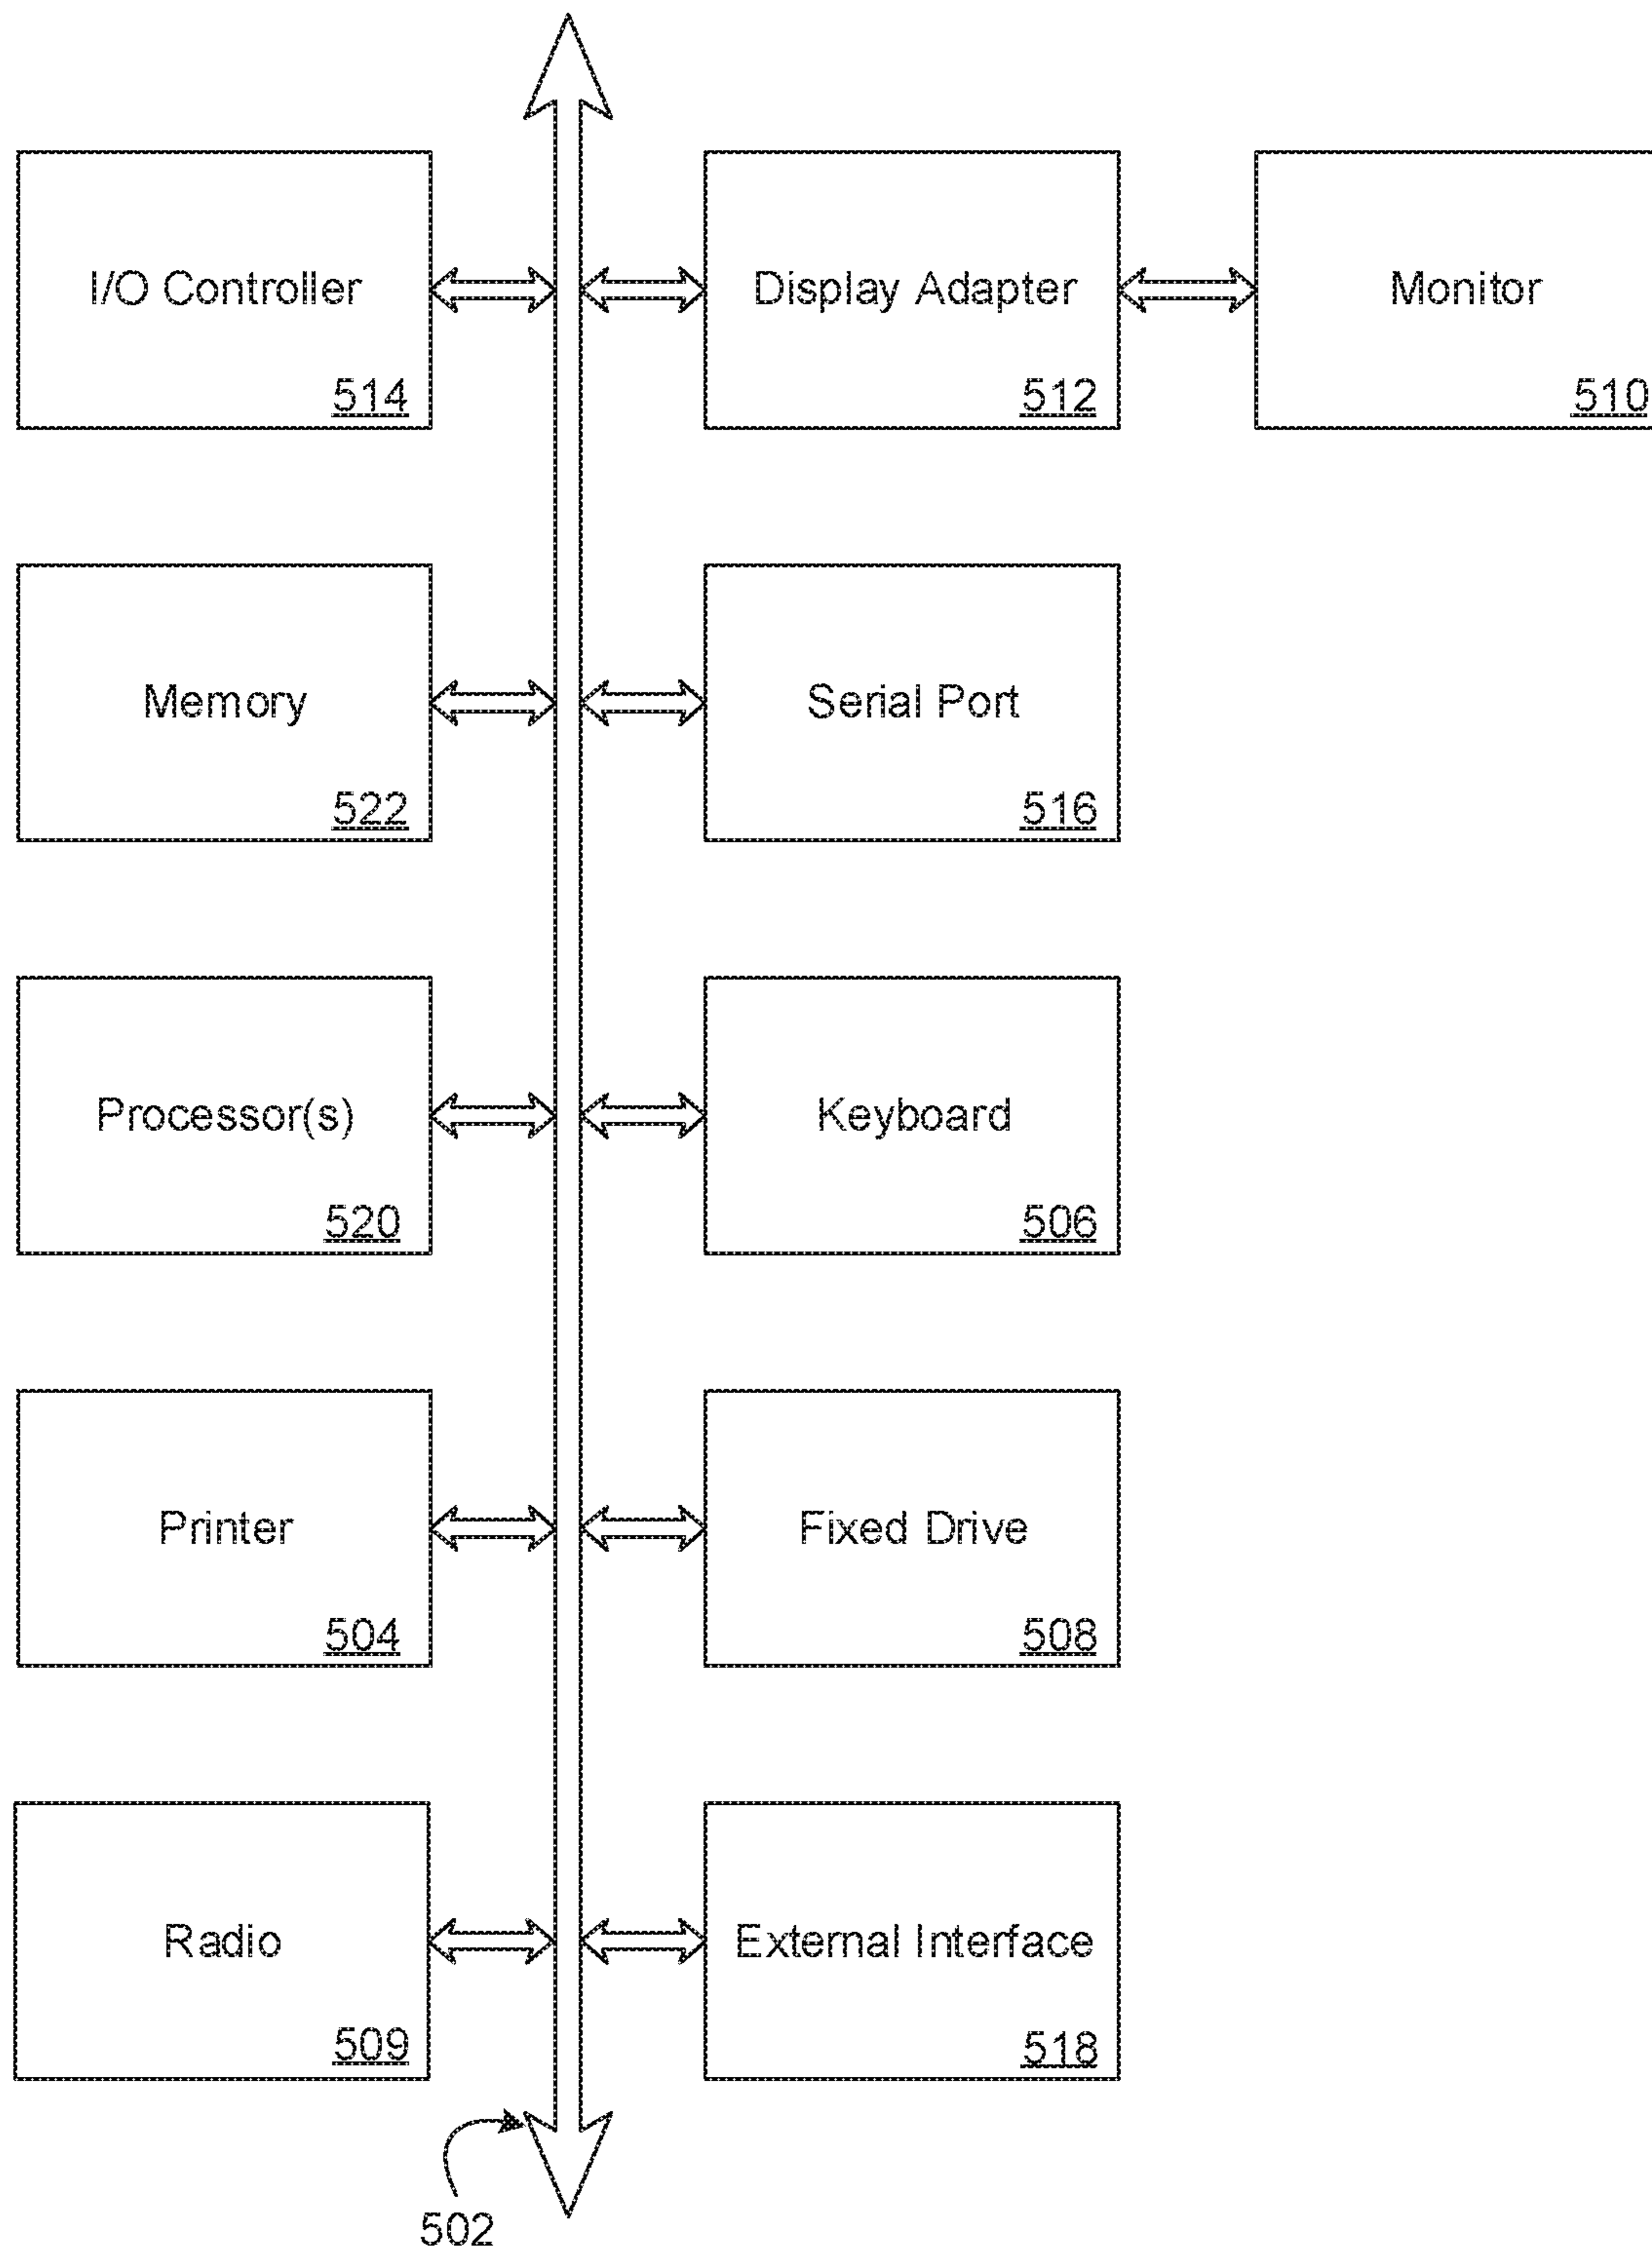 I/O Controller
514
Display Adapter
512
Monitor
510
Memory
522
Serial Port
516
Processor(s)
520
Keyboard
506
Printer
504
Fixed Drive
508
Radio
509
External Interface
518
502